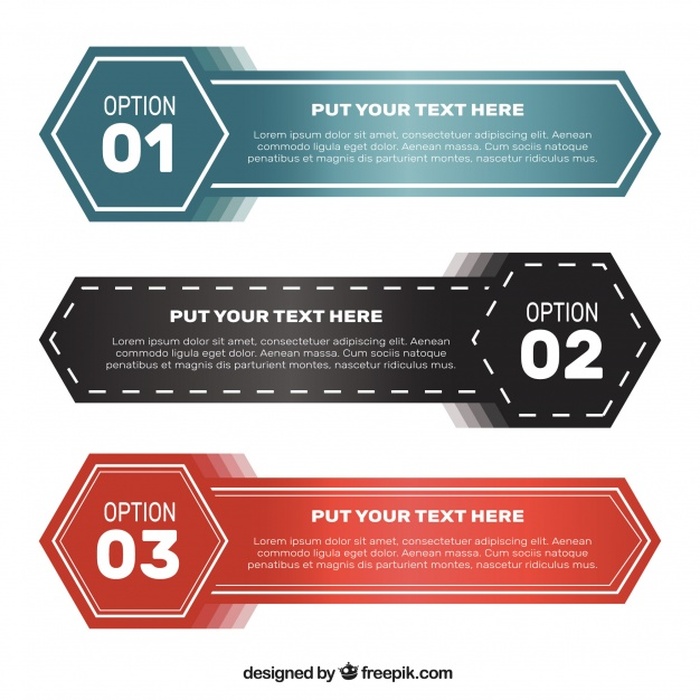 OPTION
01
PUT YOUR TEXT HERE
Lorem ipsum dolor sit amet, consectetuer adipiscing elit. Aenean
commodo ligula eget dolor. Aenean massa. Cum sociis natoque
penatibus et magnis dis parturient montes, nascetur ridiculus mus.
PUT YOUR TEXT HERE
Lorem ipsum dolor sit amet, consectetuer adipiscing elit. Aenean
commodo ligula eget dolor. Aenean massa. Cum sociis natoque
penatibus et magnis dis parturient montes, nascetur ridiculus mus.
OPTION
02
OPTION
03
PUT YOUR TEXT HERE
Lorem ipsum dolor sit amet, consectetuer adipiscing elit. Aenean
commodo ligula eget dolor. Aenean massa. Cum sociis natoque
penatibus et magnis dis parturient montes, nascetur ridiculus mus.
designed by freepik.com